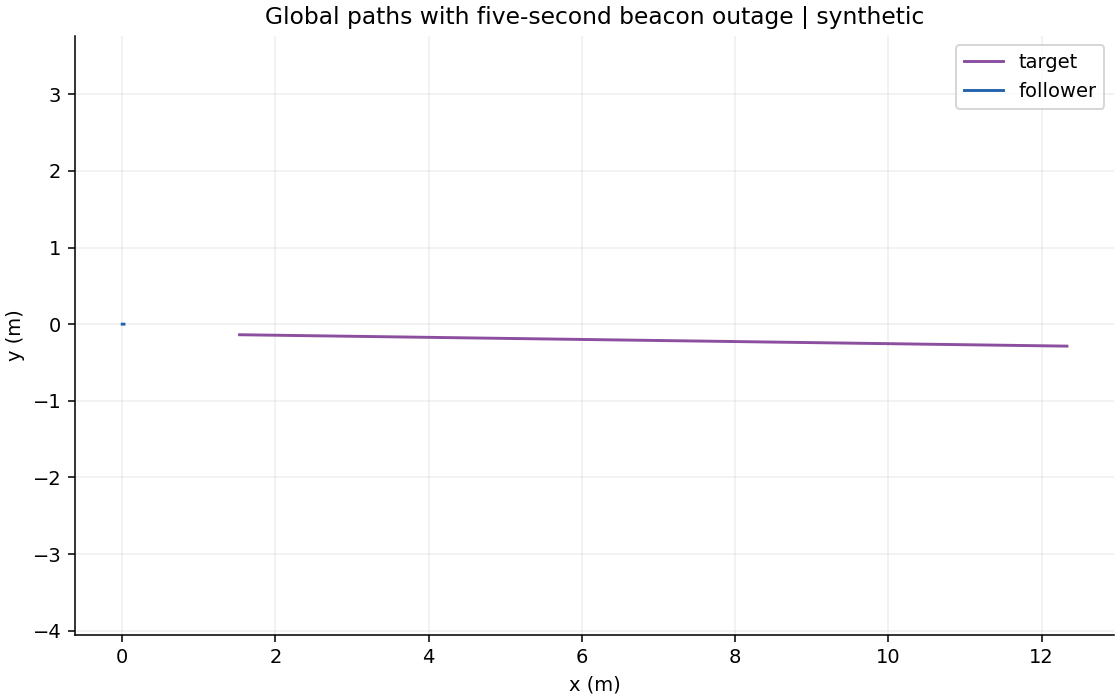 Global paths with five-second beacon outage | synthetic
target
follower
3
2
1
0
−1
−2
−3
−4
y (m)
0 2 4 6 8 10 12
x (m)